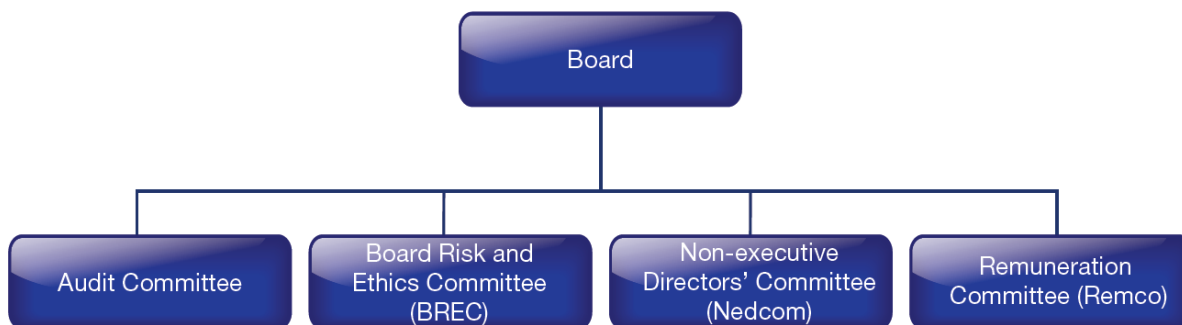 Board
Audit Committee
Board Risk and
Ethics Committee
(BREC)
Non-executive
Directors’ Committee
(Nedcom)
Remuneration
Committee (Remco)